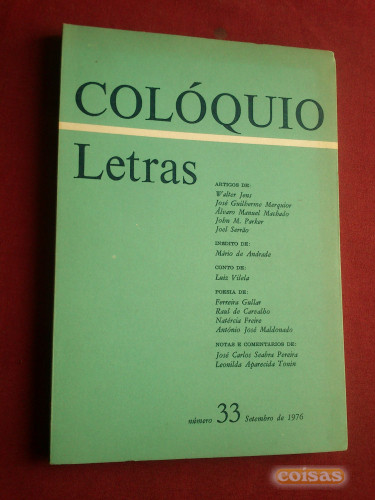 COLÓQUIO
Letras
ARTIGOS DE:
Walter Jens
José Guilherme Merquior
Álvaro Manuel Machado
John M. Parker
Joel Serrão
INÉDITO DE:
Mário de Andrade
CONTO DE:
Luiz Vilela
POESIA DE:
Ferreira Gullar
Raul de Carvalho
Natércia Freire
António José Maldonado
NOTAS E COMENTÁRIOS DE:
José Carlos Seabra Pereira
Leonilda Aparecida Tonin
número 33 Setembro de 1976
coisas